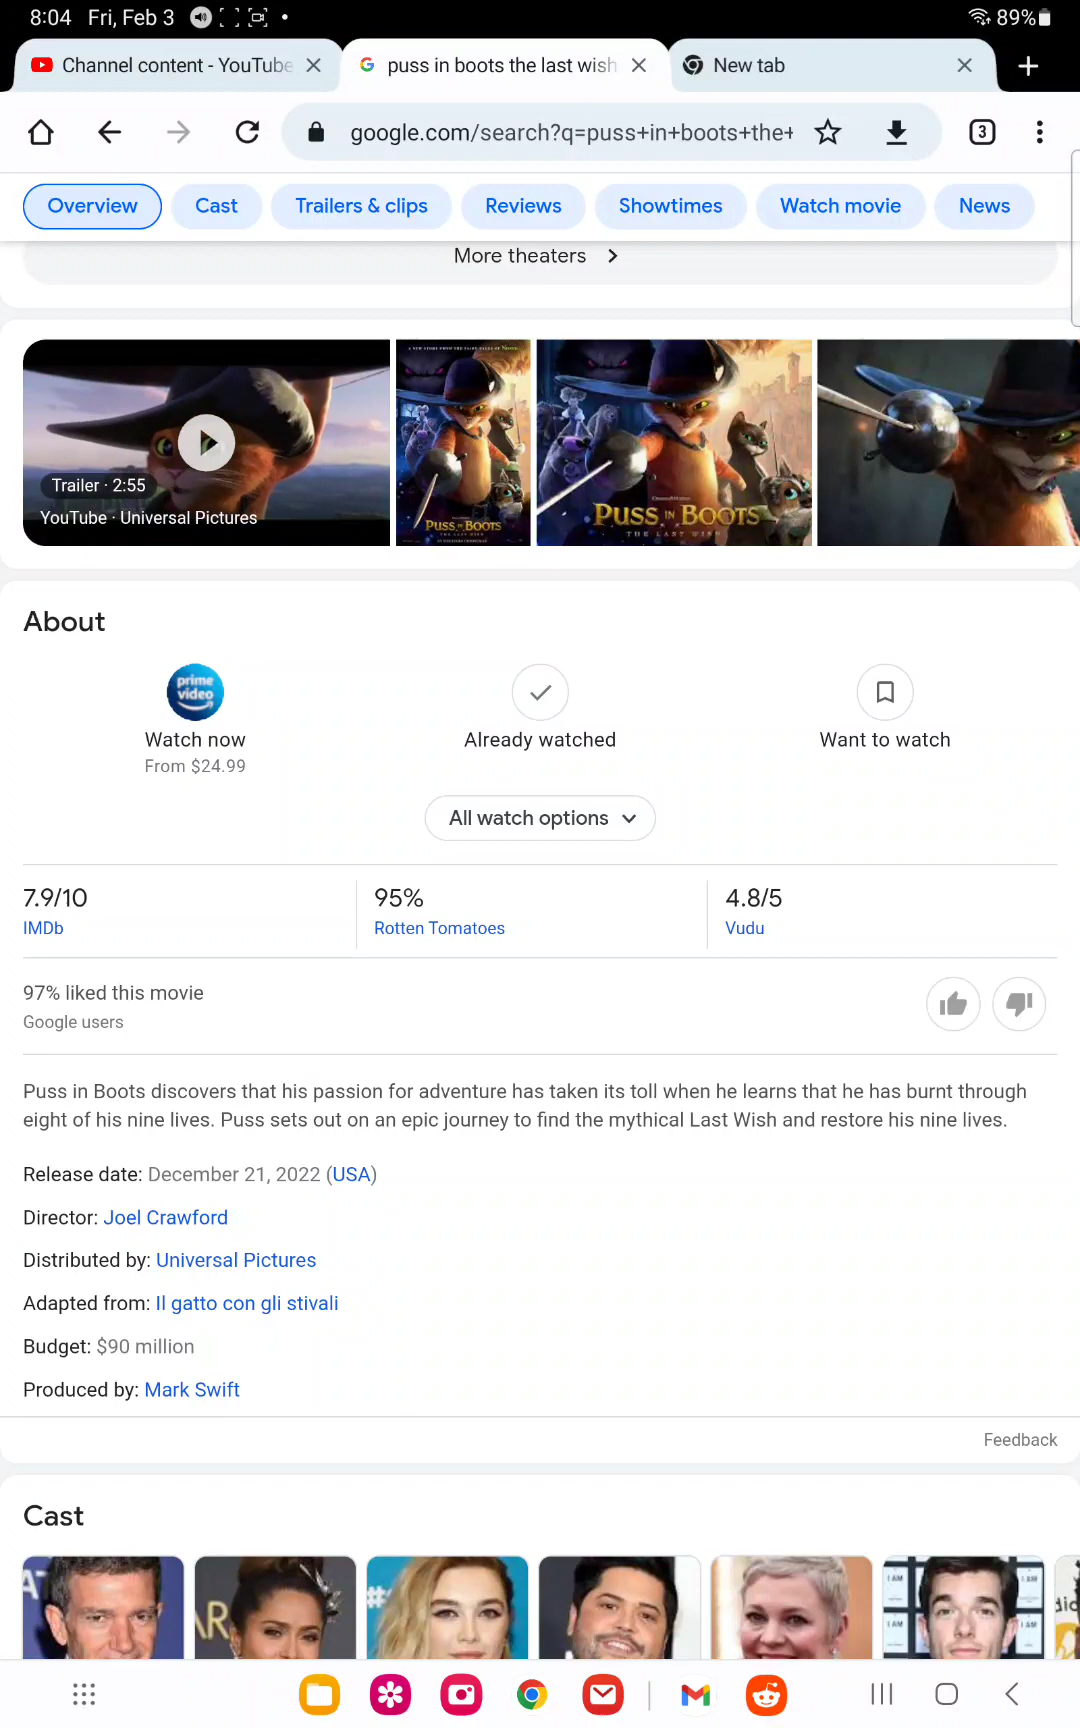 8:04 Fri, Feb 3
89%
Channel content - YouTube
puss in boots the last wish
New tab
google.com/search?q=puss+in+boots+the+
3
Overview
Cast
Trailers & clips
Reviews
Showtimes
Watch movie
News
More theaters
Trailer · 2:55
YouTube · Universal Pictures
PUSS IN BOOTS
THE LAST WISH
PUSS IN BOOTS
THE LAST WISH
About
prime
video
Watch now
From $24.99
Already watched
Want to watch
All watch options
7.9/10
IMDb
95%
Rotten Tomatoes
4.8/5
Vudu
97% liked this movie
Google users
Puss in Boots discovers that his passion for adventure has taken its toll when he learns that he has burnt through
eight of his nine lives. Puss sets out on an epic journey to find the mythical Last Wish and restore his nine lives.
Release date: December 21, 2022 (USA)
Director: Joel Crawford
Distributed by: Universal Pictures
Adapted from: Il gatto con gli stivali
Budget: $90 million
Produced by: Mark Swift
Feedback
Cast